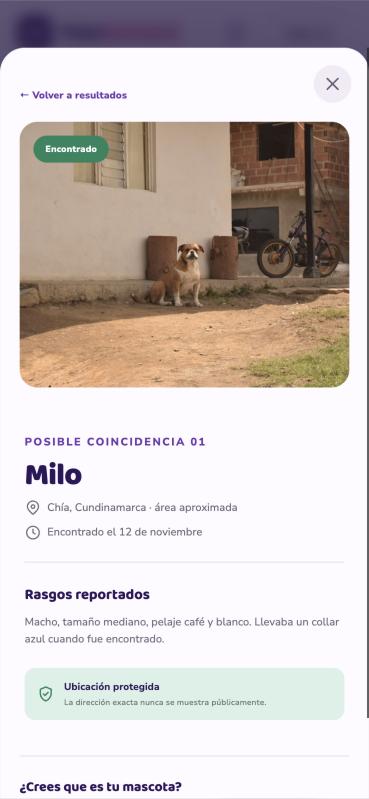 ← Volver a resultados
Encontrado
POSIBLE COINCIDENCIA 01
Milo
Chía, Cundinamarca · área aproximada
Encontrado el 12 de noviembre
Rasgos reportados
Macho, tamaño mediano, pelaje café y blanco. Llevaba un collar
azul cuando fue encontrado.
Ubicación protegida
La dirección exacta nunca se muestra públicamente.
¿Crees que es tu mascota?